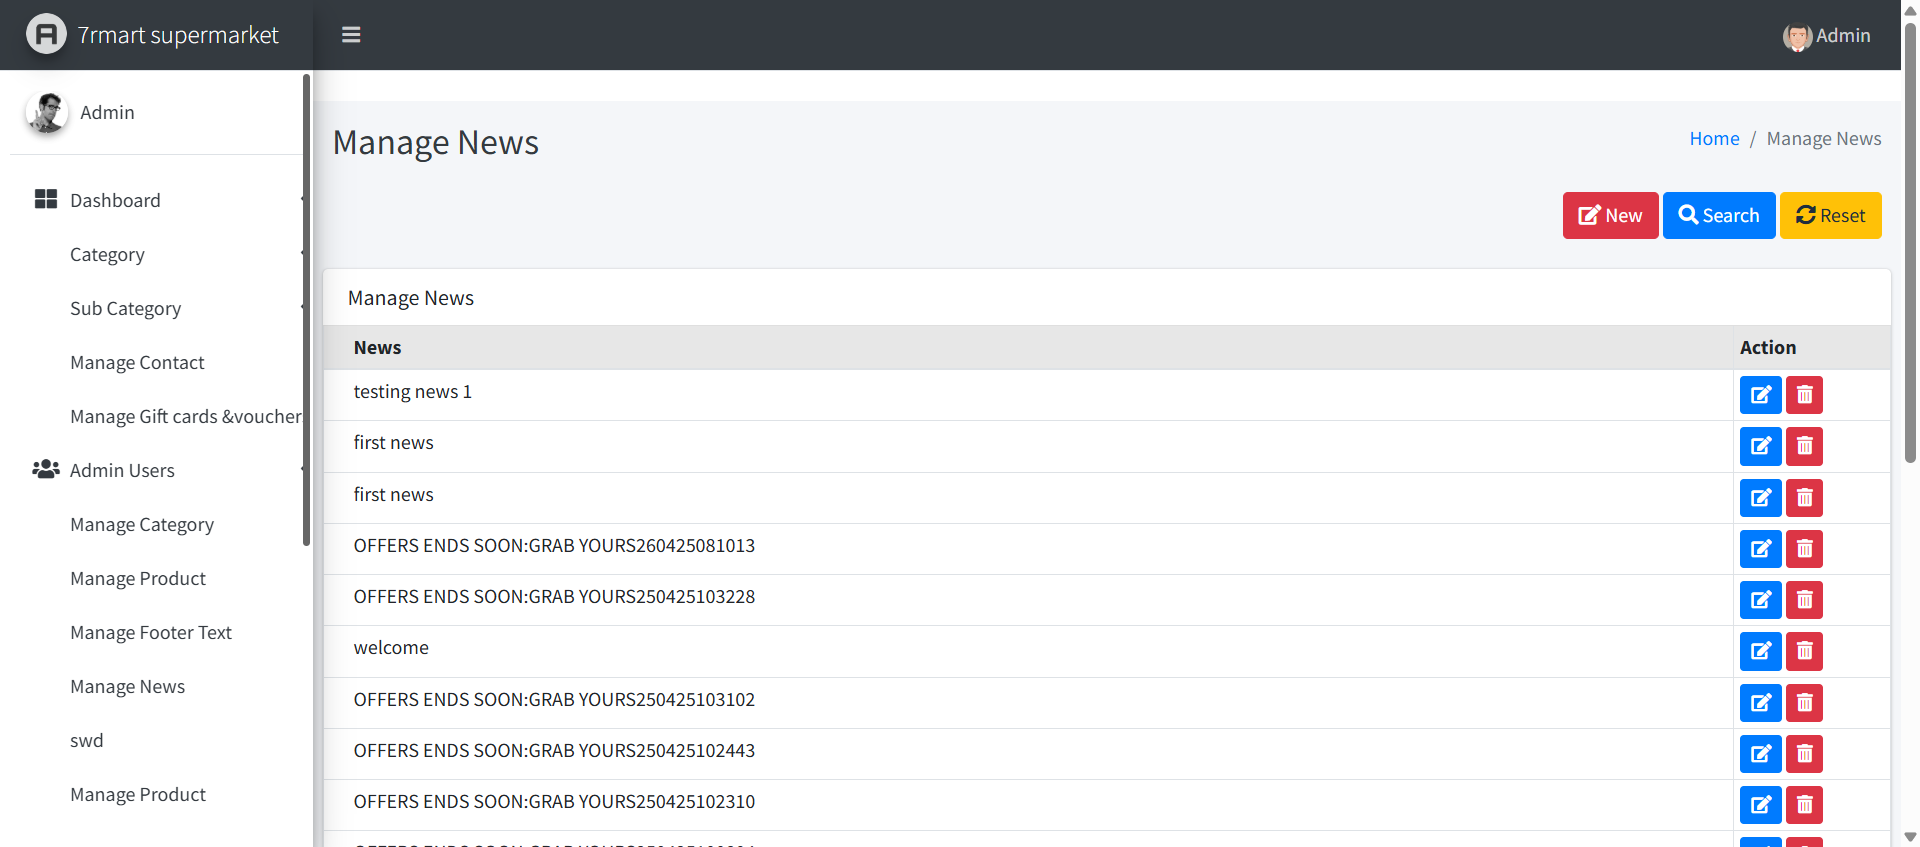 7rmart supermarket
Admin
Admin
Dashboard
Category
Sub Category
Manage Contact
Manage Gift cards &voucher
Admin Users
Manage Category
Manage Product
Manage Footer Text
Manage News
swd
Manage Product
Manage News
Home / Manage News
New Search Reset
Manage News
News Action
testing news 1
first news
first news
OFFERS ENDS SOON:GRAB YOURS260425081013
OFFERS ENDS SOON:GRAB YOURS250425103228
welcome
OFFERS ENDS SOON:GRAB YOURS250425103102
OFFERS ENDS SOON:GRAB YOURS250425102443
OFFERS ENDS SOON:GRAB YOURS250425102310